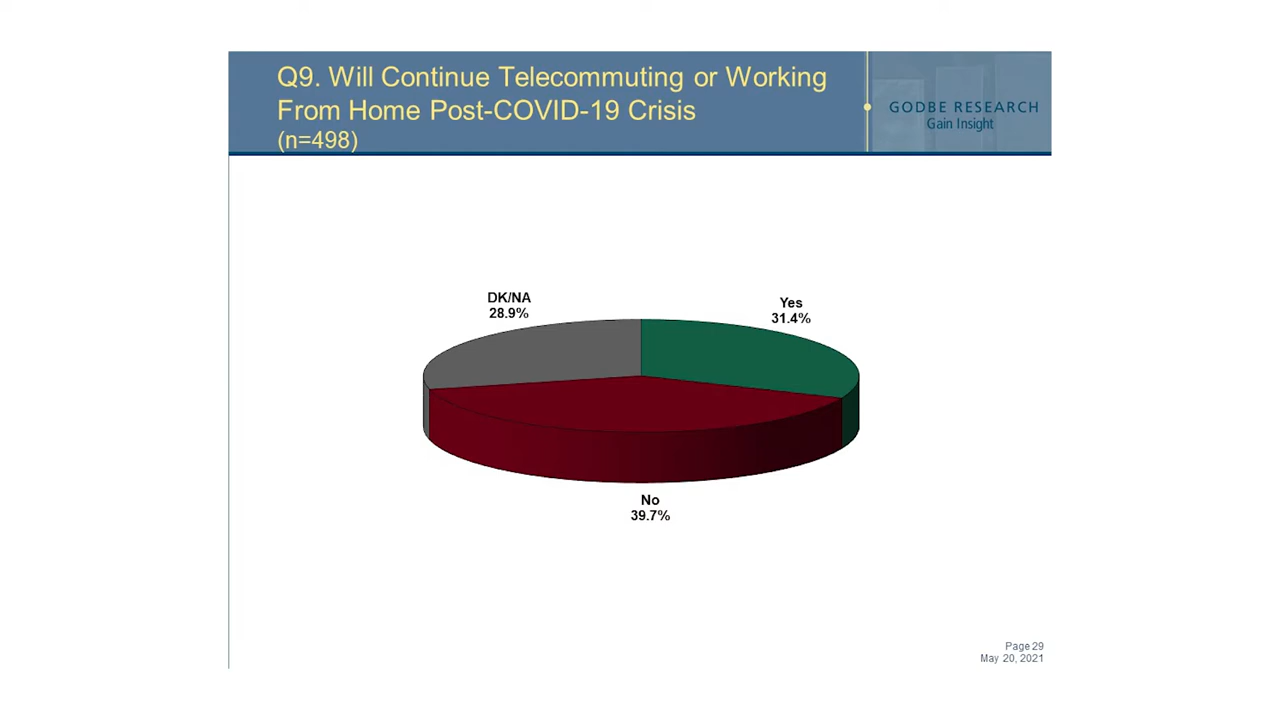 Q9. Will Continue Telecommuting or Working
From Home Post-COVID-19 Crisis
(n=498)
GODBE RESEARCH
Gain Insight
DK/NA
28.9%
Yes
31.4%
No
39.7%
Page 29
May 20, 2021